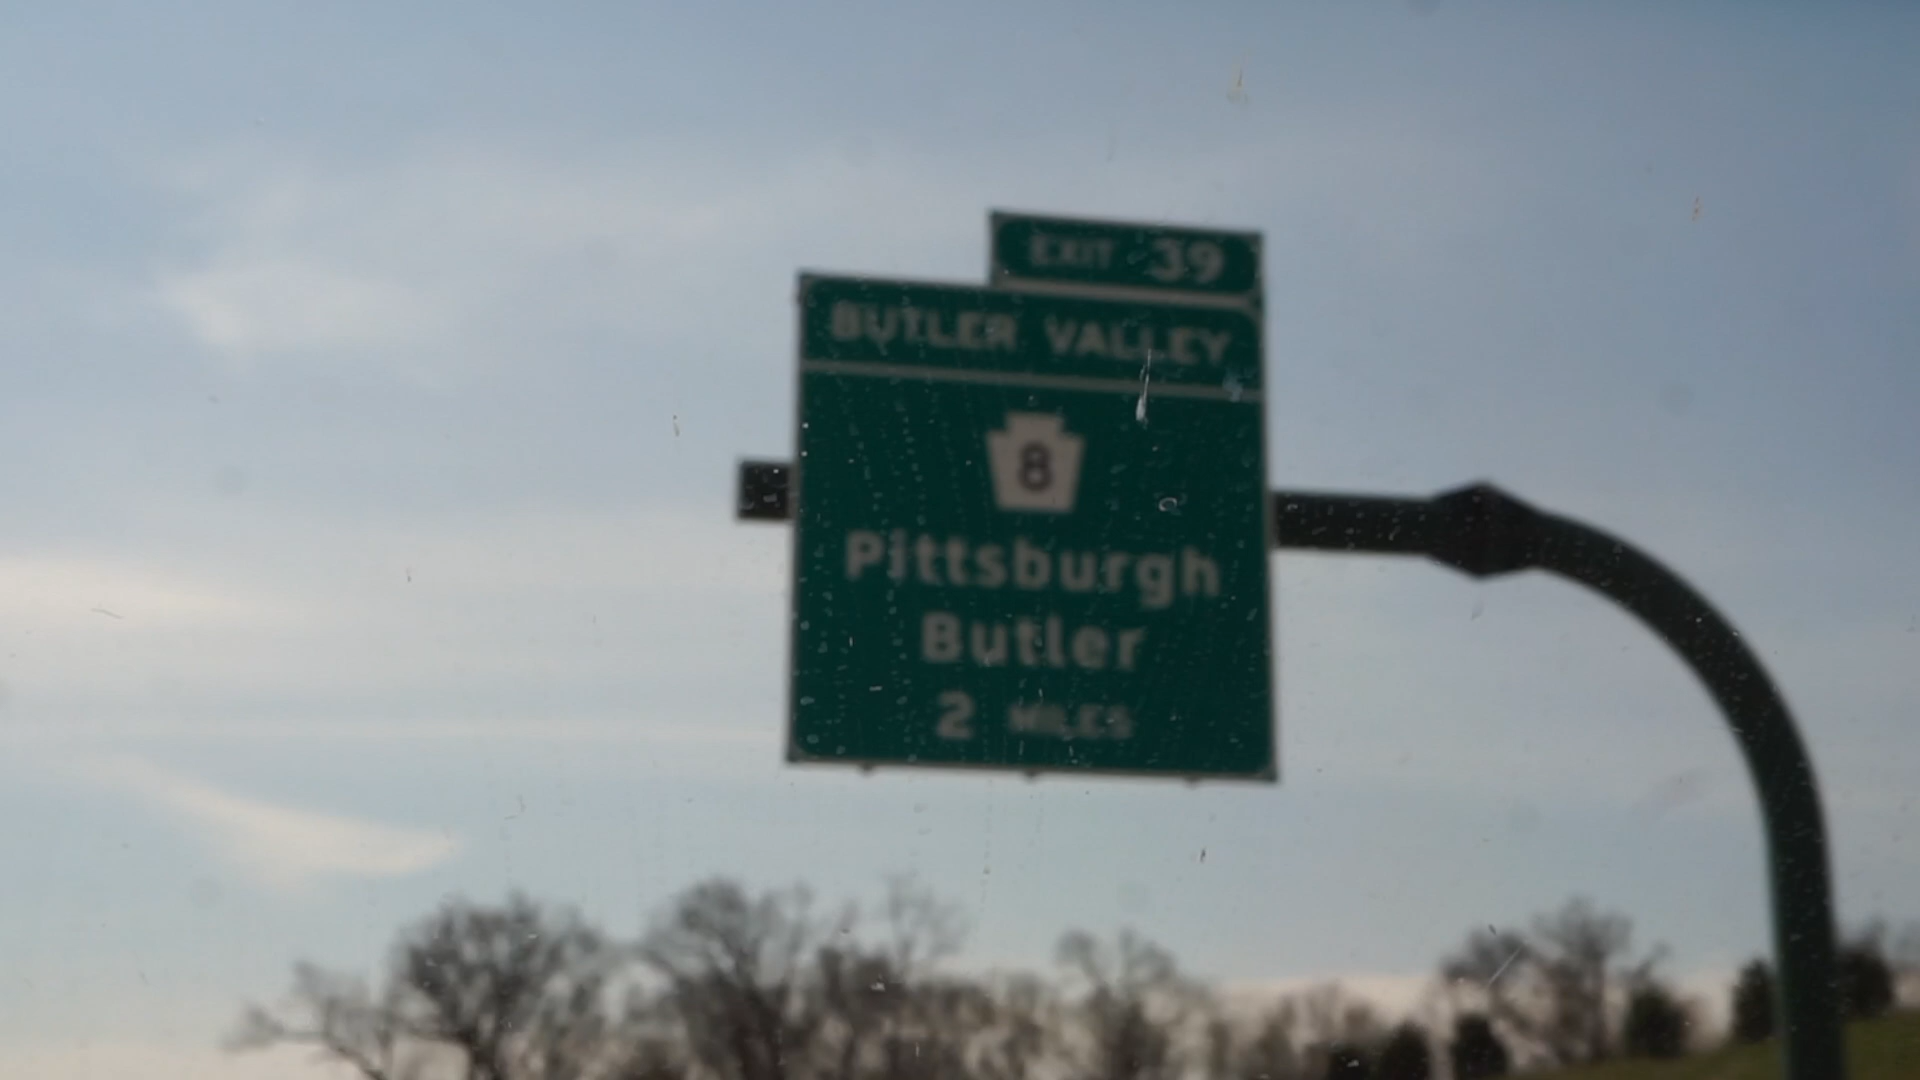 EXIT 39
BUTLER VALLEY
8
Pittsburgh
Butler
2 MILES